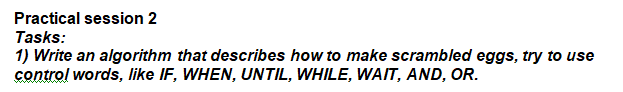 Practical session 2
Tasks:
1) Write an algorithm that describes how to make scrambled eggs, try to use
control words, like IF, WHEN, UNTIL, WHILE, WAIT, AND, OR.